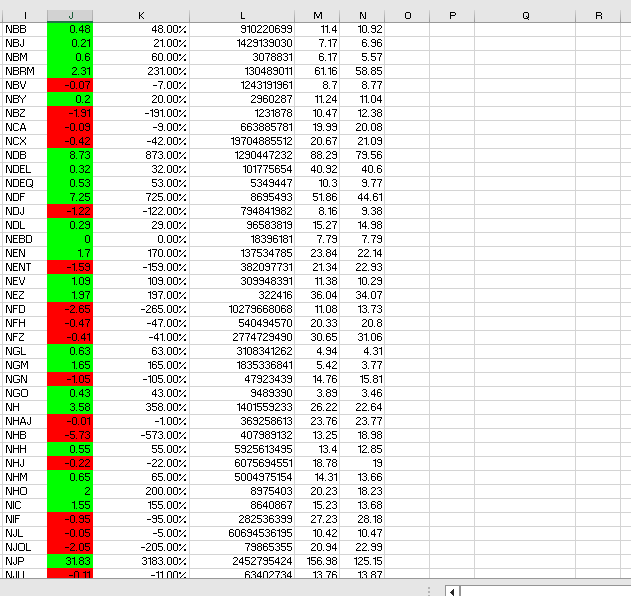 I J K L M N O P Q R
NBB 0.48 48.00% 910220699 11.4 10.92
NBJ 0.21 21.00% 1429139030 7.17 6.96
NBM 0.6 60.00% 3078831 6.17 5.57
NBRM 2.31 231.00% 130489011 61.16 58.85
NBV -0.07 -7.00% 1243191961 8.7 8.77
NBY 0.2 20.00% 2960287 11.24 11.04
NBZ -1.91 -191.00% 1231878 10.47 12.38
NCA -0.09 -9.00% 663885781 19.99 20.08
NCX -0.42 -42.00% 19704885512 20.67 21.09
NDB 8.73 873.00% 1290447232 88.29 79.56
NDEL 0.32 32.00% 101775654 40.92 40.6
NDEQ 0.53 53.00% 5349447 10.3 9.77
NDF 7.25 725.00% 8695493 51.86 44.61
NDJ -1.22 -122.00% 794841982 8.16 9.38
NDL 0.29 29.00% 96583819 15.27 14.98
NEBD 0 0.00% 18396181 7.79 7.79
NEN 1.7 170.00% 137534785 23.84 22.14
NENT -1.59 -159.00% 382097731 21.34 22.93
NEV 1.09 109.00% 309948391 11.38 10.29
NEZ 1.97 197.00% 322416 36.04 34.07
NFD -2.65 -265.00% 10279668068 11.08 13.73
NFH -0.47 -47.00% 540494570 20.33 20.8
NFZ -0.41 -41.00% 2774729490 30.65 31.06
NGL 0.63 63.00% 3108341262 4.94 4.31
NGM 1.65 165.00% 1835336841 5.42 3.77
NGN -1.05 -105.00% 47923439 14.76 15.81
NGO 0.43 43.00% 9489390 3.89 3.46
NH 3.58 358.00% 1401559233 26.22 22.64
NHAJ -0.01 -1.00% 369258613 23.76 23.77
NHB -5.73 -573.00% 407989132 13.25 18.98
NHH 0.55 55.00% 5925613495 13.4 12.85
NHJ -0.22 -22.00% 6075694551 18.78 19
NHM 0.65 65.00% 5004975154 14.31 13.66
NHO 2 200.00% 8975403 20.23 18.23
NIC 1.55 155.00% 8640867 15.23 13.68
NIF -0.95 -95.00% 282536399 27.23 28.18
NJL -0.05 -5.00% 60694536195 10.42 10.47
NJOL -2.05 -205.00% 79865355 20.94 22.99
NJP 31.83 3183.00% 2452795424 156.98 125.15
NJU -0.11 -11.00% 63402734 13.76 13.87